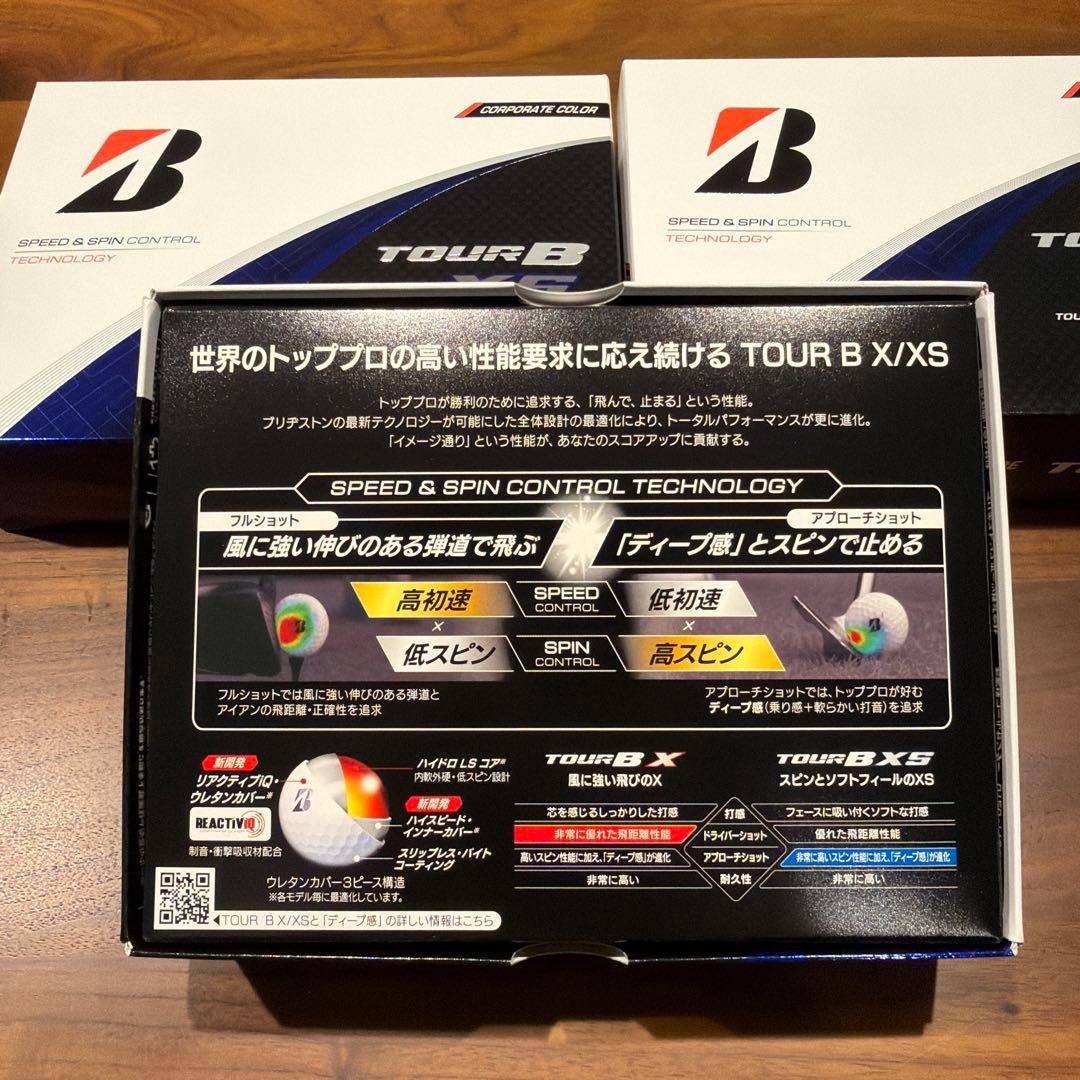 CORPORATE COLOR
B
SPEED & SPIN CONTROL
TECHNOLOGY
TOUR B
XS
B
SPEED & SPIN CONTROL
TECHNOLOGY
世界のトッププロの高い性能要求に応え続ける TOUR B X/XS
トッププロが勝利のために追求する、「飛んで、止まる」という性能。
ブリヂストンの最新テクノロジーが可能にした全体設計の最適化により、トータルパフォーマンスが更に進化。
「イメージ通り」という性能が、あなたのスコアアップに貢献する。
SPEED & SPIN CONTROL TECHNOLOGY
フルショット
風に強い伸びのある弾道で飛ぶ
アプローチショット
「ディープ感」とスピンで止める
高初速
×
低スピン
SPEED
CONTROL
SPIN
CONTROL
低初速
×
高スピン
フルショットでは風に強い伸びのある弾道と
アイアンの飛距離・正確性を追求
アプローチショットでは、トッププロが好む
ディープ感(乗り感+軟らかい打音)を追求
新開発
リアクティブiQ・
ウレタンカバー※
REACTiV iQ
制音・衝撃吸収材配合
ハイドロ LS コア※
内軟外硬・低スピン設計
新開発
ハイスピード・
インナーカバー※
スリップレス・バイト
コーティング
ウレタンカバー3ピース構造
※各モデル毎に最適化しています。
TOUR B X/XSと「ディープ感」の詳しい情報はこちら
TOUR B X
風に強い飛びのX
TOUR B XS
スピンとソフトフィールのXS
芯を感じるしっかりした打感 打感 フェースに吸い付くソフトな打感
非常に優れた飛距離性能 ドライバーショット 優れた飛距離性能
高いスピン性能に加え、「ディープ感」が進化 アプローチショット 非常に高いスピン性能に加え、「ディープ感」が進化
非常に高い 耐久性 非常に高い